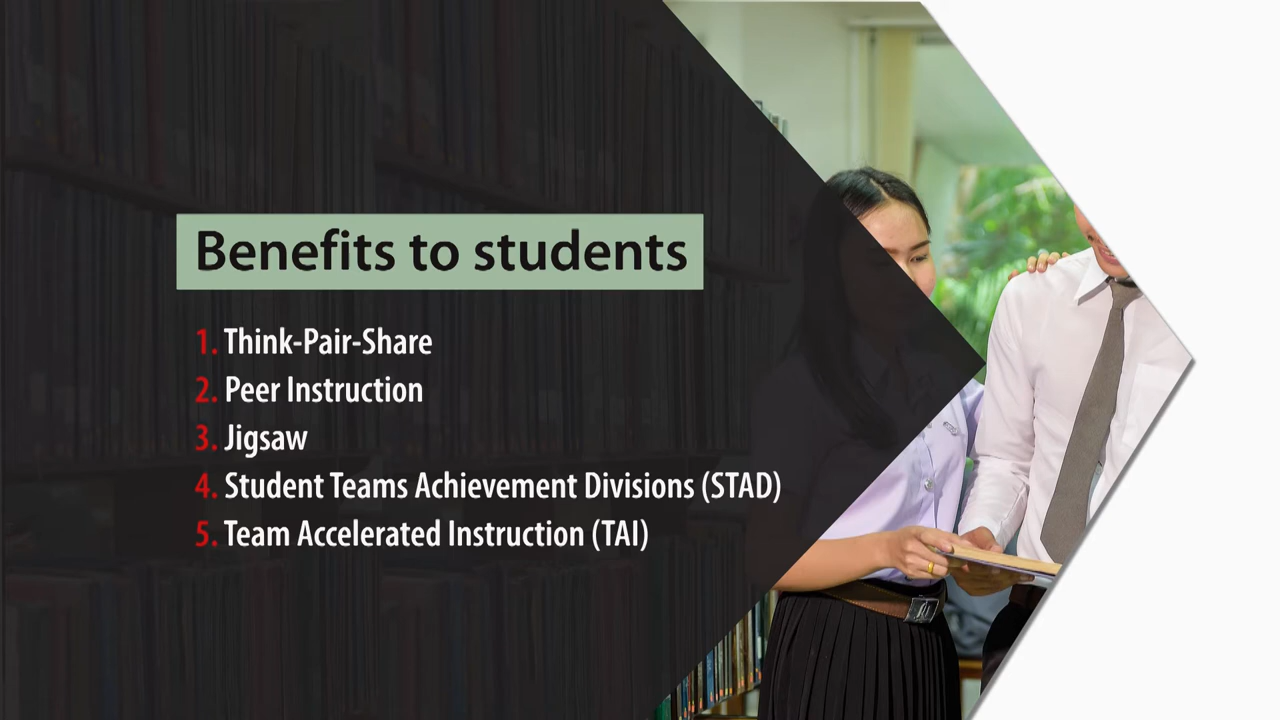 Benefits to students
1. Think-Pair-Share
2. Peer Instruction
3. Jigsaw
4. Student Teams Achievement Divisions (STAD)
5. Team Accelerated Instruction (TAI)